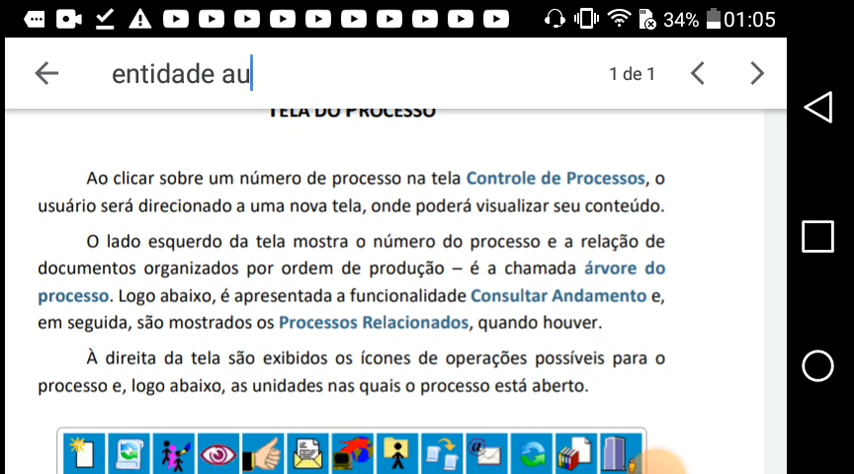 34% 01:05
entidade au 1 de 1
TELA DO PROCESSO
Ao clicar sobre um número de processo na tela Controle de Processos, o
usuário será direcionado a uma nova tela, onde poderá visualizar seu conteúdo.
O lado esquerdo da tela mostra o número do processo e a relação de
documentos organizados por ordem de produção – é a chamada árvore do
processo. Logo abaixo, é apresentada a funcionalidade Consultar Andamento e,
em seguida, são mostrados os Processos Relacionados, quando houver.
À direita da tela são exibidos os ícones de operações possíveis para o
processo e, logo abaixo, as unidades nas quais o processo está aberto.